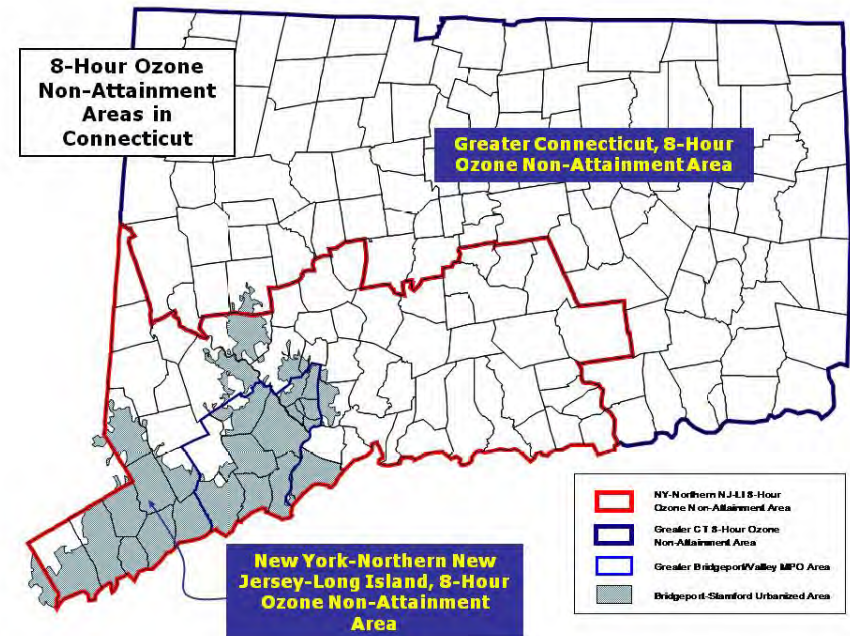 8-Hour Ozone
Non-Attainment
Areas in
Connecticut
Greater Connecticut, 8-Hour
Ozone Non-Attainment Area
New York-Northern New
Jersey-Long Island, 8-Hour
Ozone Non-Attainment
Area
NY-Northern NJ-LI 8-Hour
Ozone Non-Attainment Area
Greater CT 8-Hour Ozone
Non-Attainment Area
Greater Bridgeport/Valley MPO Area
Bridgeport-Stamford Urbanized Area